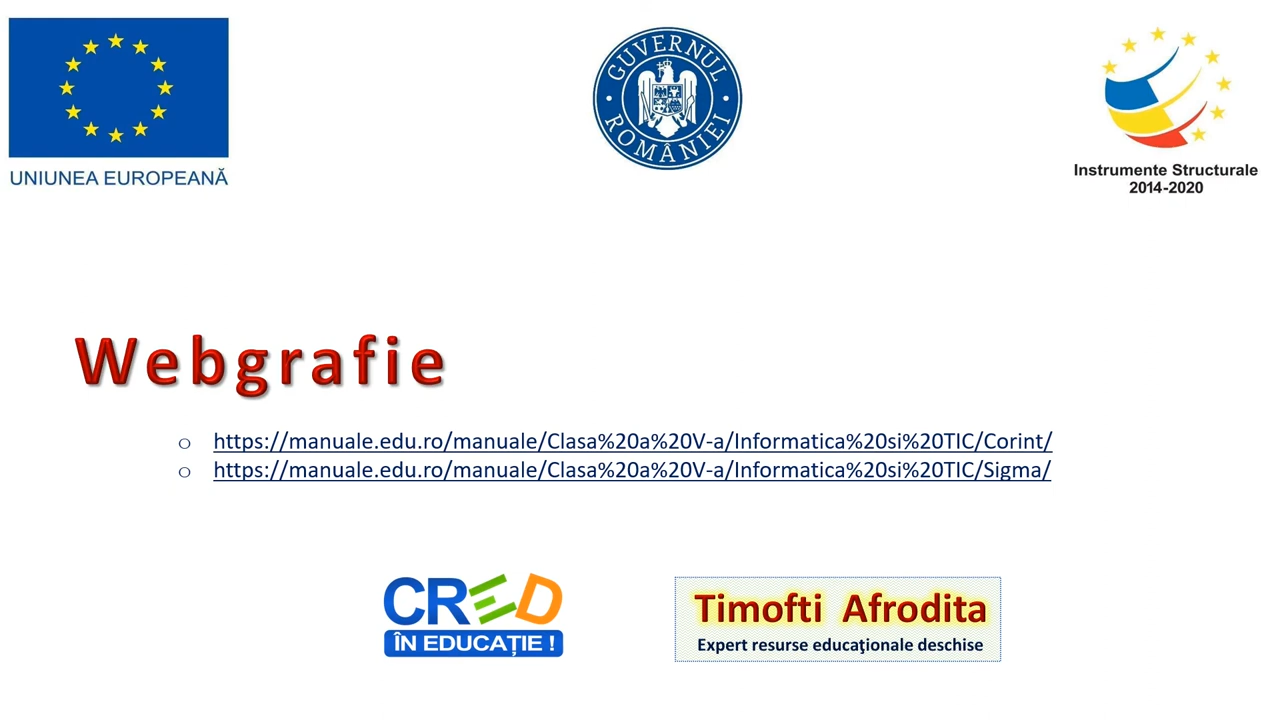 UNIUNEA EUROPEANĂ
GUVERNUL ROMÂNIEI
Instrumente Structurale
2014-2020
Webgrafie
https://manuale.edu.ro/manuale/Clasa%20a%20V-a/Informatica%20si%20TIC/Corint/
https://manuale.edu.ro/manuale/Clasa%20a%20V-a/Informatica%20si%20TIC/Sigma/
CRED
ÎN EDUCAȚIE !
Timofti Afrodita
Expert resurse educaţionale deschise